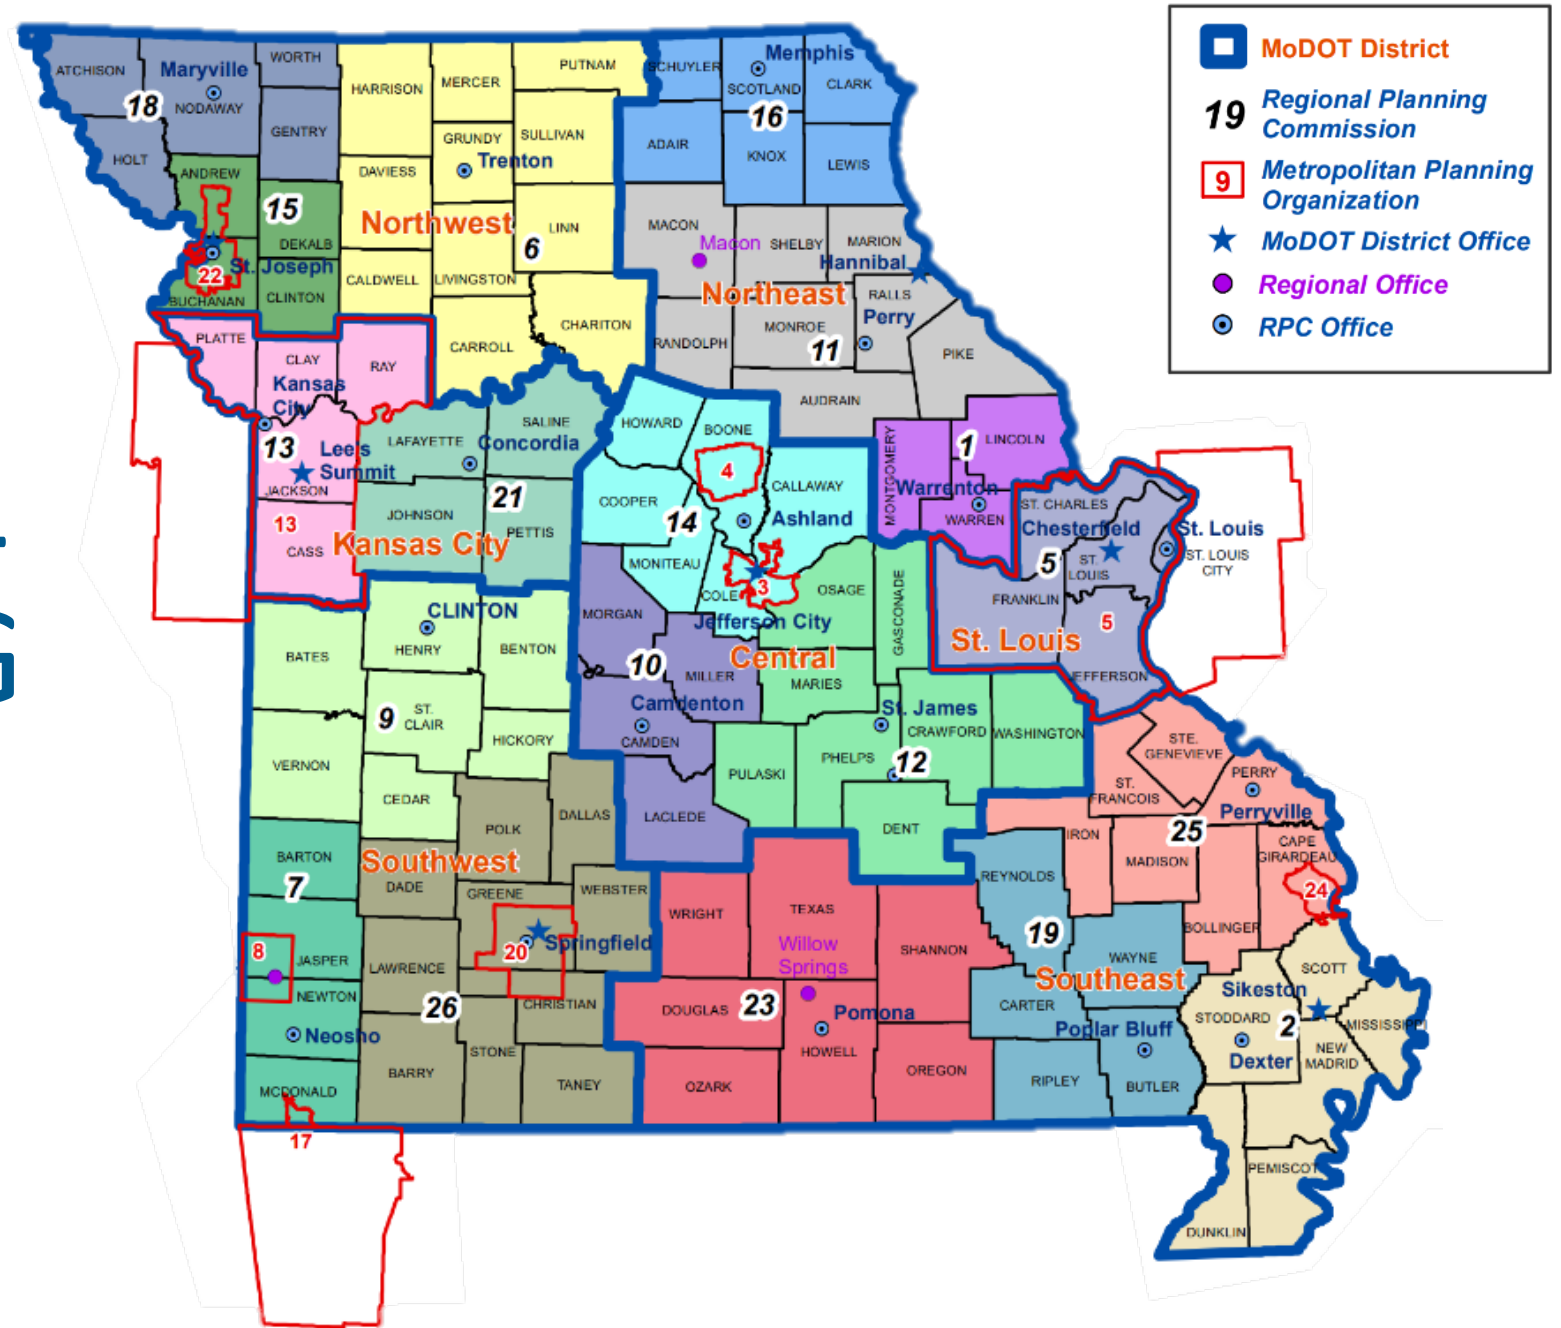 MoDOT District
19
Regional Planning
Commission
9
Metropolitan Planning
Organization
MoDOT District Office
Regional Office
RPC Office
ATCHISON
Maryville
NODAWAY
WORTH
18
GENTRY
HOLT
HARRISON
MERCER
PUTNAM
GRUNDY
SULLIVAN
Trenton
DAVIESS
Northwest
6
LINN
CALDWELL
LIVINGSTON
CARROLL
CHARITON
ANDREW
15
DEKALB
St. Joseph
22
BUCHANAN
CLINTON
SCHUYLER
Memphis
SCOTLAND
CLARK
16
ADAIR
KNOX
LEWIS
MACON
Macon
SHELBY
MARION
Hannibal
Northeast
RALLS
Perry
MONROE
RANDOLPH
11
PIKE
AUDRAIN
PLATTE
CLAY
RAY
Kansas
City
13
Lee's
Summit
JACKSON
13
CASS
LAFAYETTE
SALINE
Concordia
21
JOHNSON
PETTIS
Kansas City
HOWARD
BOONE
4
CALLAWAY
COOPER
14
Ashland
MONITEAU
COLE
3
Jefferson City
Central
OSAGE
GASCONADE
MARIES
MONTGOMERY
1
LINCOLN
Warrenton
WARREN
ST. CHARLES
Chesterfield
St. Louis
ST. LOUIS
CITY
5
ST.
LOUIS
FRANKLIN
5
St. Louis
JEFFERSON
MORGAN
10
MILLER
Camdenton
CAMDEN
LACLEDE
St. James
CRAWFORD
WASHINGTON
PHELPS
12
PULASKI
DENT
BATES
CLINTON
HENRY
BENTON
9
ST.
CLAIR
HICKORY
VERNON
CEDAR
BARTON
7
8
JASPER
NEWTON
Neosho
MCDONALD
17
POLK
DALLAS
Southwest
DADE
GREENE
WEBSTER
20
Springfield
LAWRENCE
26
CHRISTIAN
STONE
BARRY
TANEY
WRIGHT
TEXAS
Willow
Springs
SHANNON
DOUGLAS
23
Pomona
HOWELL
OZARK
OREGON
STE.
GENEVIEVE
PERRY
Perryville
ST.
FRANCOIS
25
IRON
MADISON
CAPE
GIRARDEAU
24
BOLLINGER
REYNOLDS
19
WAYNE
Southeast
CARTER
Poplar Bluff
RIPLEY
BUTLER
SCOTT
Sikeston
STODDARD
2
MISSISSIPPI
Dexter
NEW
MADRID
PEMISCOT
DUNKLIN